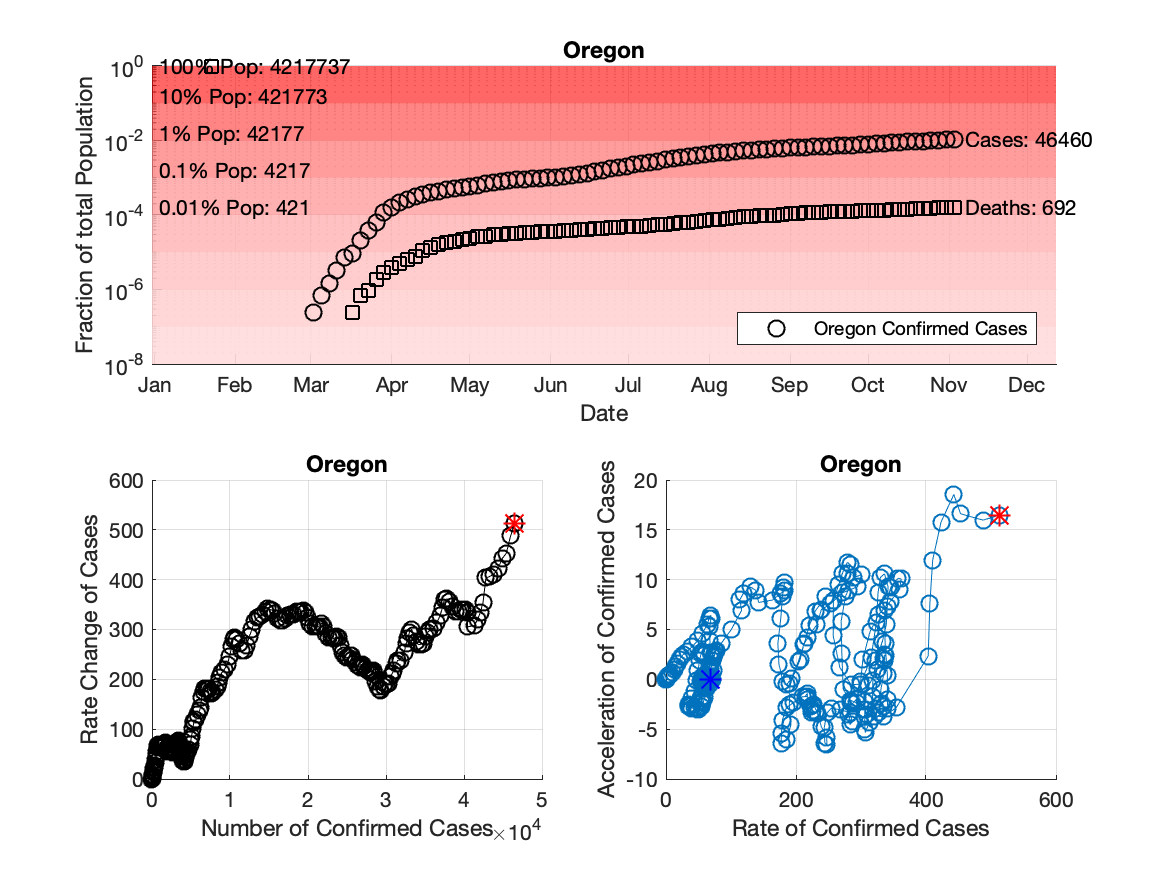 Oregon
Fraction of total Population
10^0
10^-2
10^-4
10^-6
10^-8
100% Pop: 4217737
10% Pop: 421773
1% Pop: 42177
0.1% Pop: 4217
0.01% Pop: 421
Cases: 46460
Deaths: 692
Oregon Confirmed Cases
Jan Feb Mar Apr May Jun Jul Aug Sep Oct Nov Dec
Date
Oregon
Rate Change of Cases
600
500
400
300
200
100
0
0 1 2 3 4 5
Number of Confirmed Cases ×10^4
Oregon
Acceleration of Confirmed Cases
20
15
10
5
0
-5
-10
0 200 400 600
Rate of Confirmed Cases